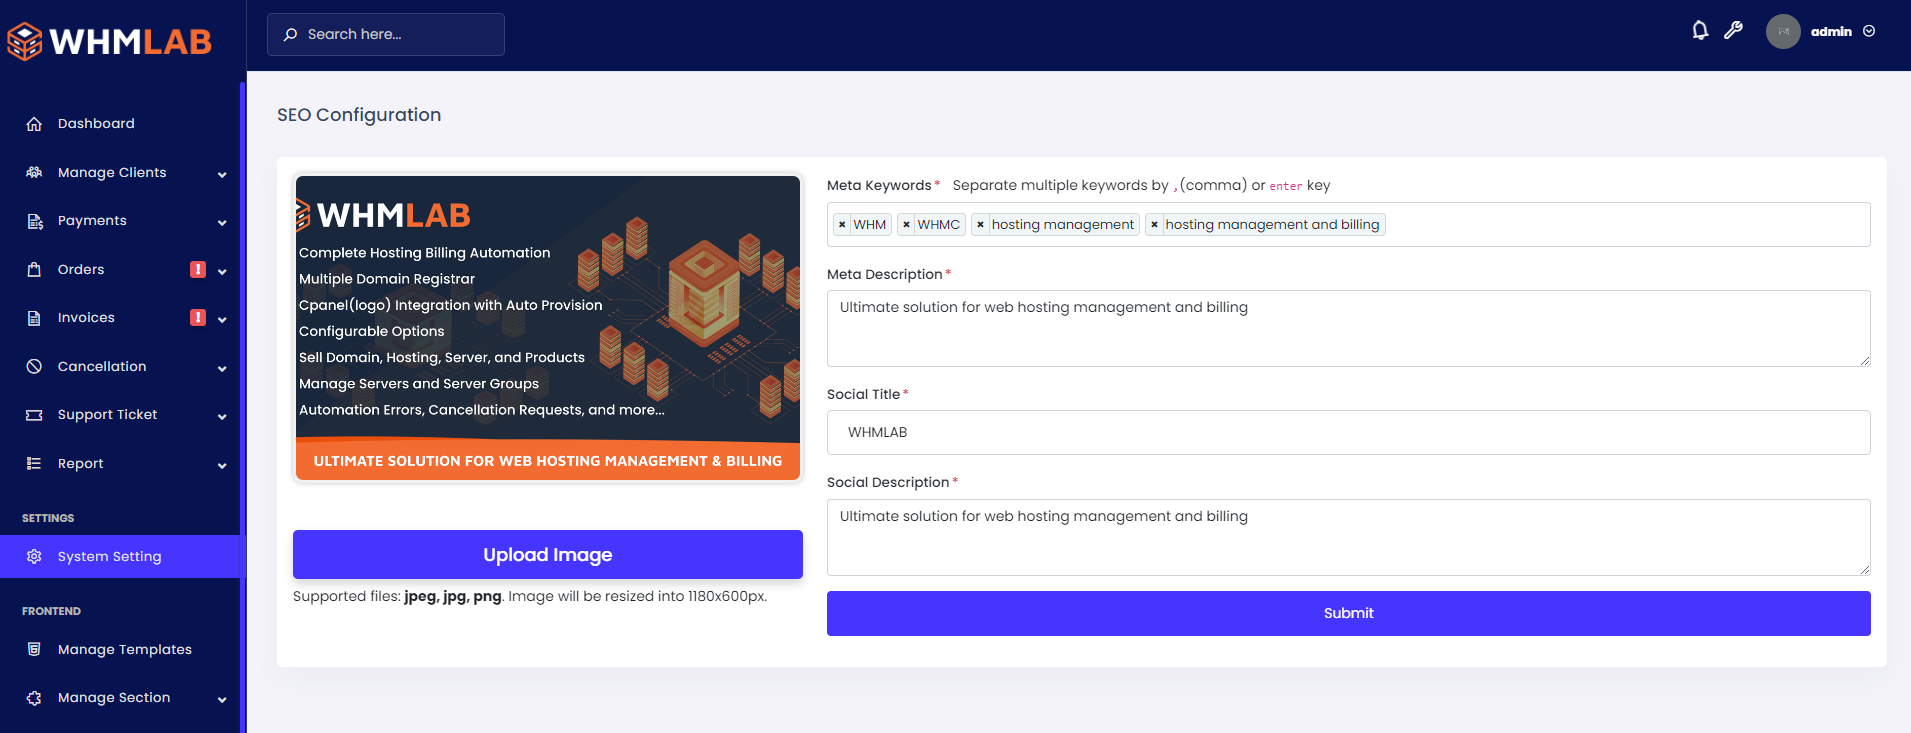 WHMLAB
Search here...
admin
Dashboard
Manage Clients
Payments
Orders
Invoices
Cancellation
Support Ticket
Report
SETTINGS
System Setting
FRONTEND
Manage Templates
Manage Section
SEO Configuration
WHMLAB
Complete Hosting Billing Automation
Multiple Domain Registrar
Cpanel(logo) Integration with Auto Provision
Configurable Options
Sell Domain, Hosting, Server, and Products
Manage Servers and Server Groups
Automation Errors, Cancellation Requests, and more...
ULTIMATE SOLUTION FOR WEB HOSTING MANAGEMENT & BILLING
Upload Image
Supported files: jpeg, jpg, png. Image will be resized into 1180x600px.
Meta Keywords * Separate multiple keywords by ,(comma) or enter key
× WHM × WHMC × hosting management × hosting management and billing
Meta Description *
Ultimate solution for web hosting management and billing
Social Title *
WHMLAB
Social Description *
Ultimate solution for web hosting management and billing
Submit